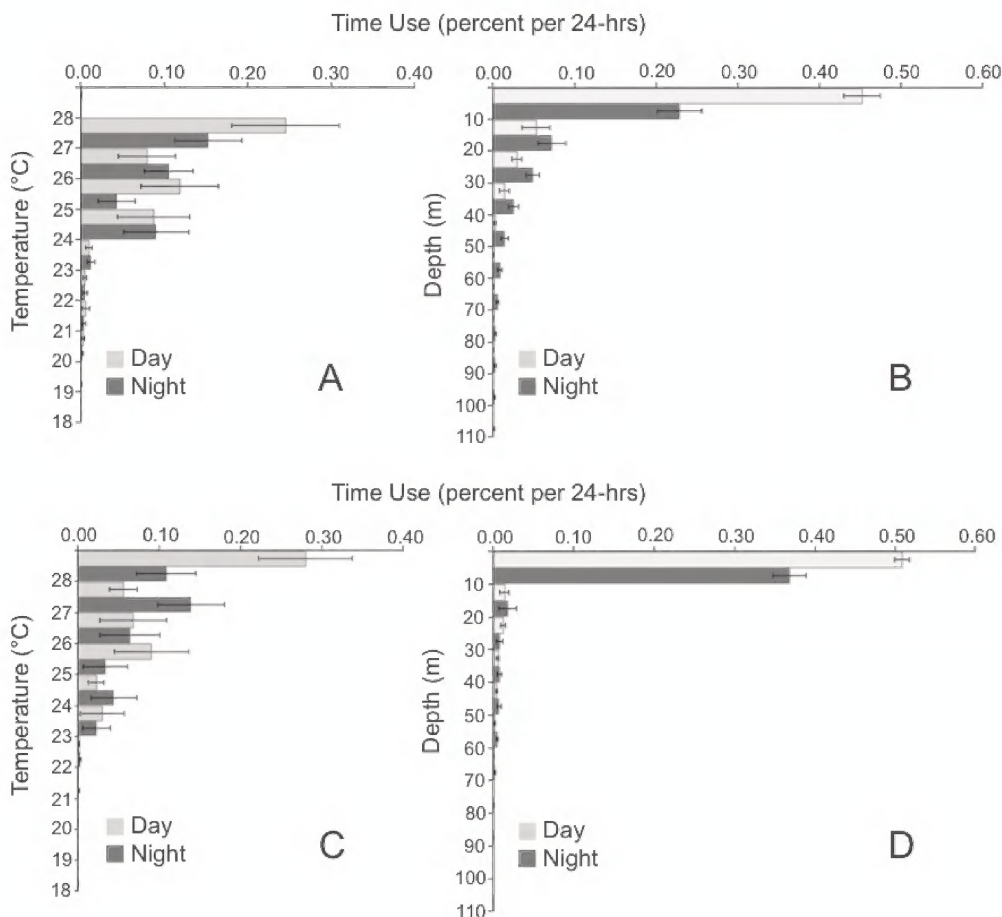 Time Use (percent per 24-hrs)
0.00 0.10 0.20 0.30 0.40
Temperature (°C)
28
27
26
25
24
23
22
21
20
19
18
Day
Night
A
0.00 0.10 0.20 0.30 0.40 0.50 0.60
Depth (m)
10
20
30
40
50
60
70
80
90
100
110
Day
Night
B
Time Use (percent per 24-hrs)
0.00 0.10 0.20 0.30 0.40
Temperature (°C)
28
27
26
25
24
23
22
21
20
19
18
Day
Night
C
0.00 0.10 0.20 0.30 0.40 0.50 0.60
Depth (m)
10
20
30
40
50
60
70
80
90
100
110
Day
Night
D